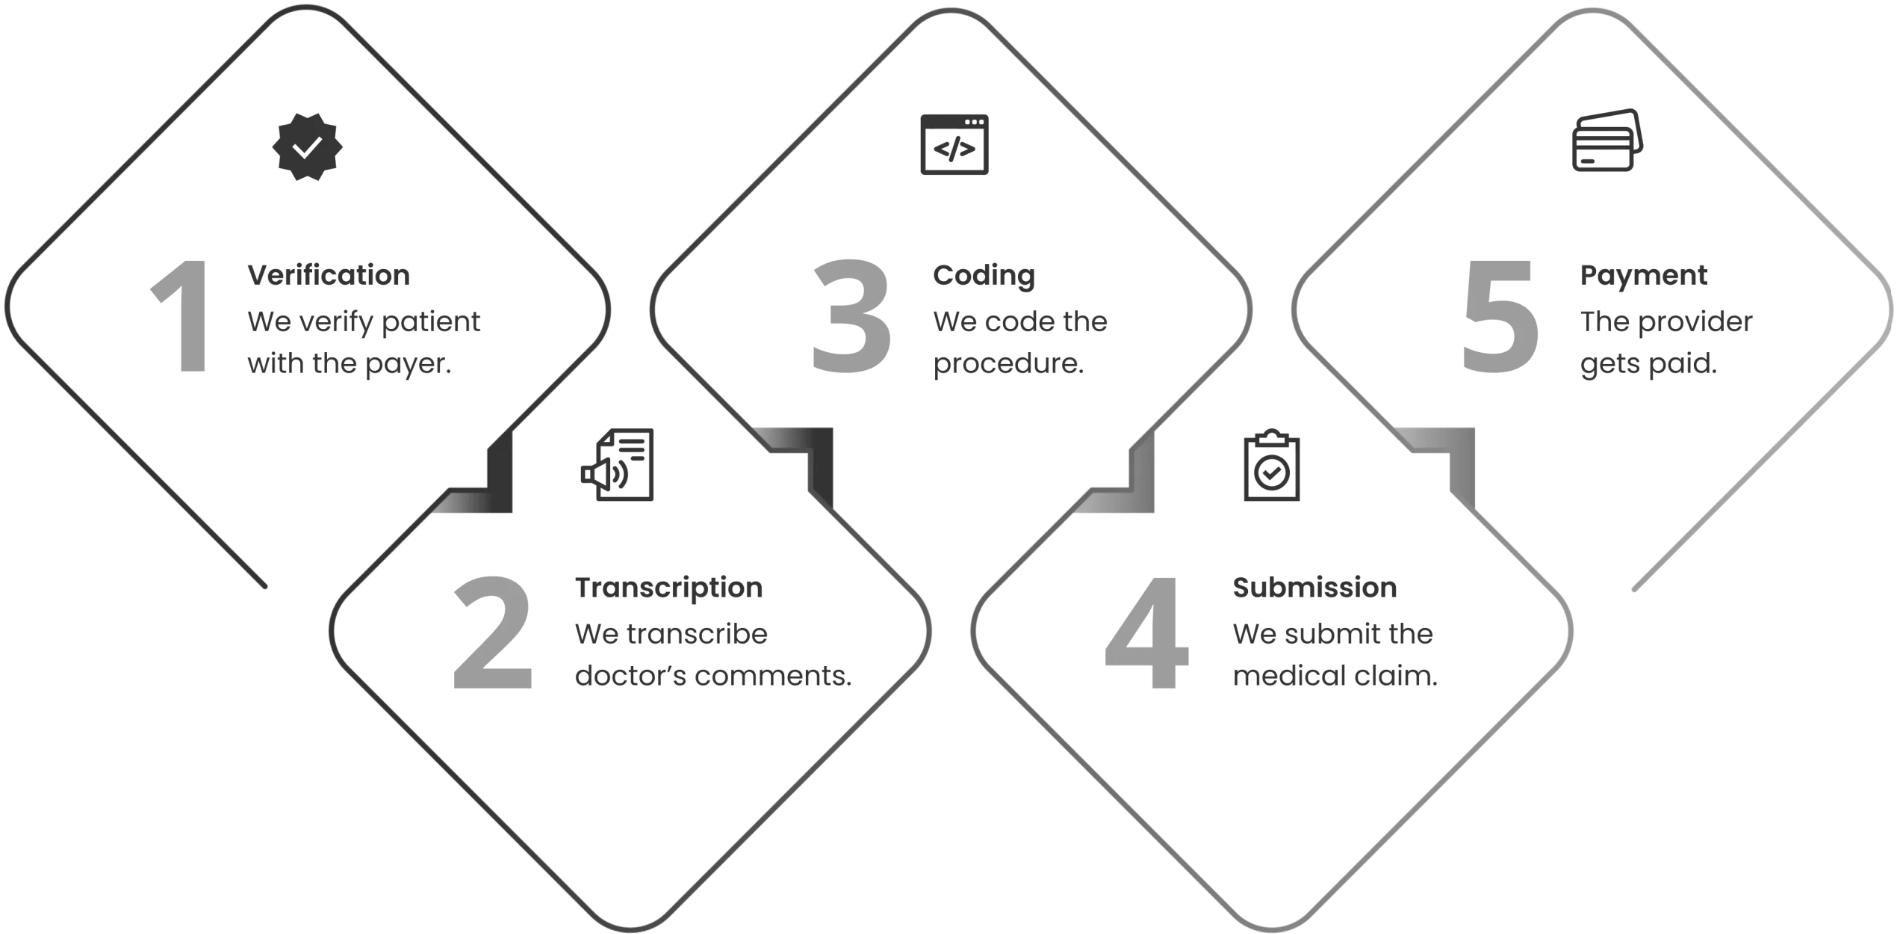 1
Verification
We verify patient
with the payer.
2
Transcription
We transcribe
doctor’s comments.
3
</>
Coding
We code the
procedure.
4
Submission
We submit the
medical claim.
5
Payment
The provider
gets paid.